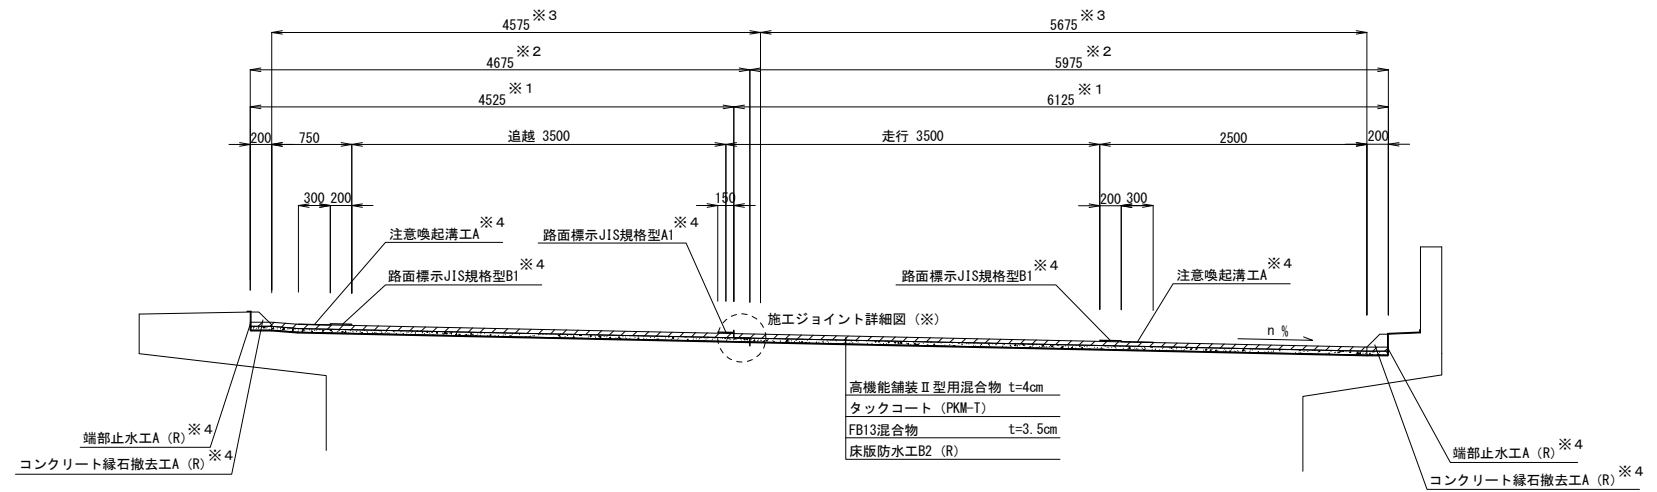 4575※3
5675※3
4675※2
5975※2
4525※1
6125※1
200
750
追越 3500
走行 3500
2500
200
300
200
150
200
300
注意喚起溝工A※4
路面標示JIS規格型A1※4
路面標示JIS規格型B1※4
路面標示JIS規格型B1※4
注意喚起溝工A※4
施工ジョイント詳細図（※）
n %
高機能舗装Ⅱ型用混合物 t=4cm
タックコート（PKM-T）
FB13混合物 t=3.5cm
床版防水工B2（R）
端部止水工A（R）※4
コンクリート縁石撤去工A（R）※4
端部止水工A（R）※4
コンクリート縁石撤去工A（R）※4